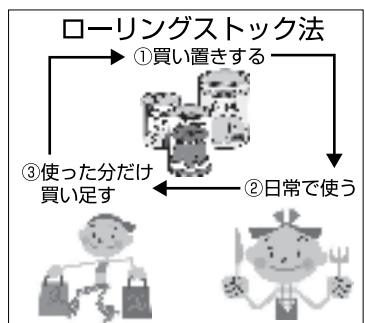 ローリングストック法
①買い置きする
②日常で使う
③使った分だけ
買い足す